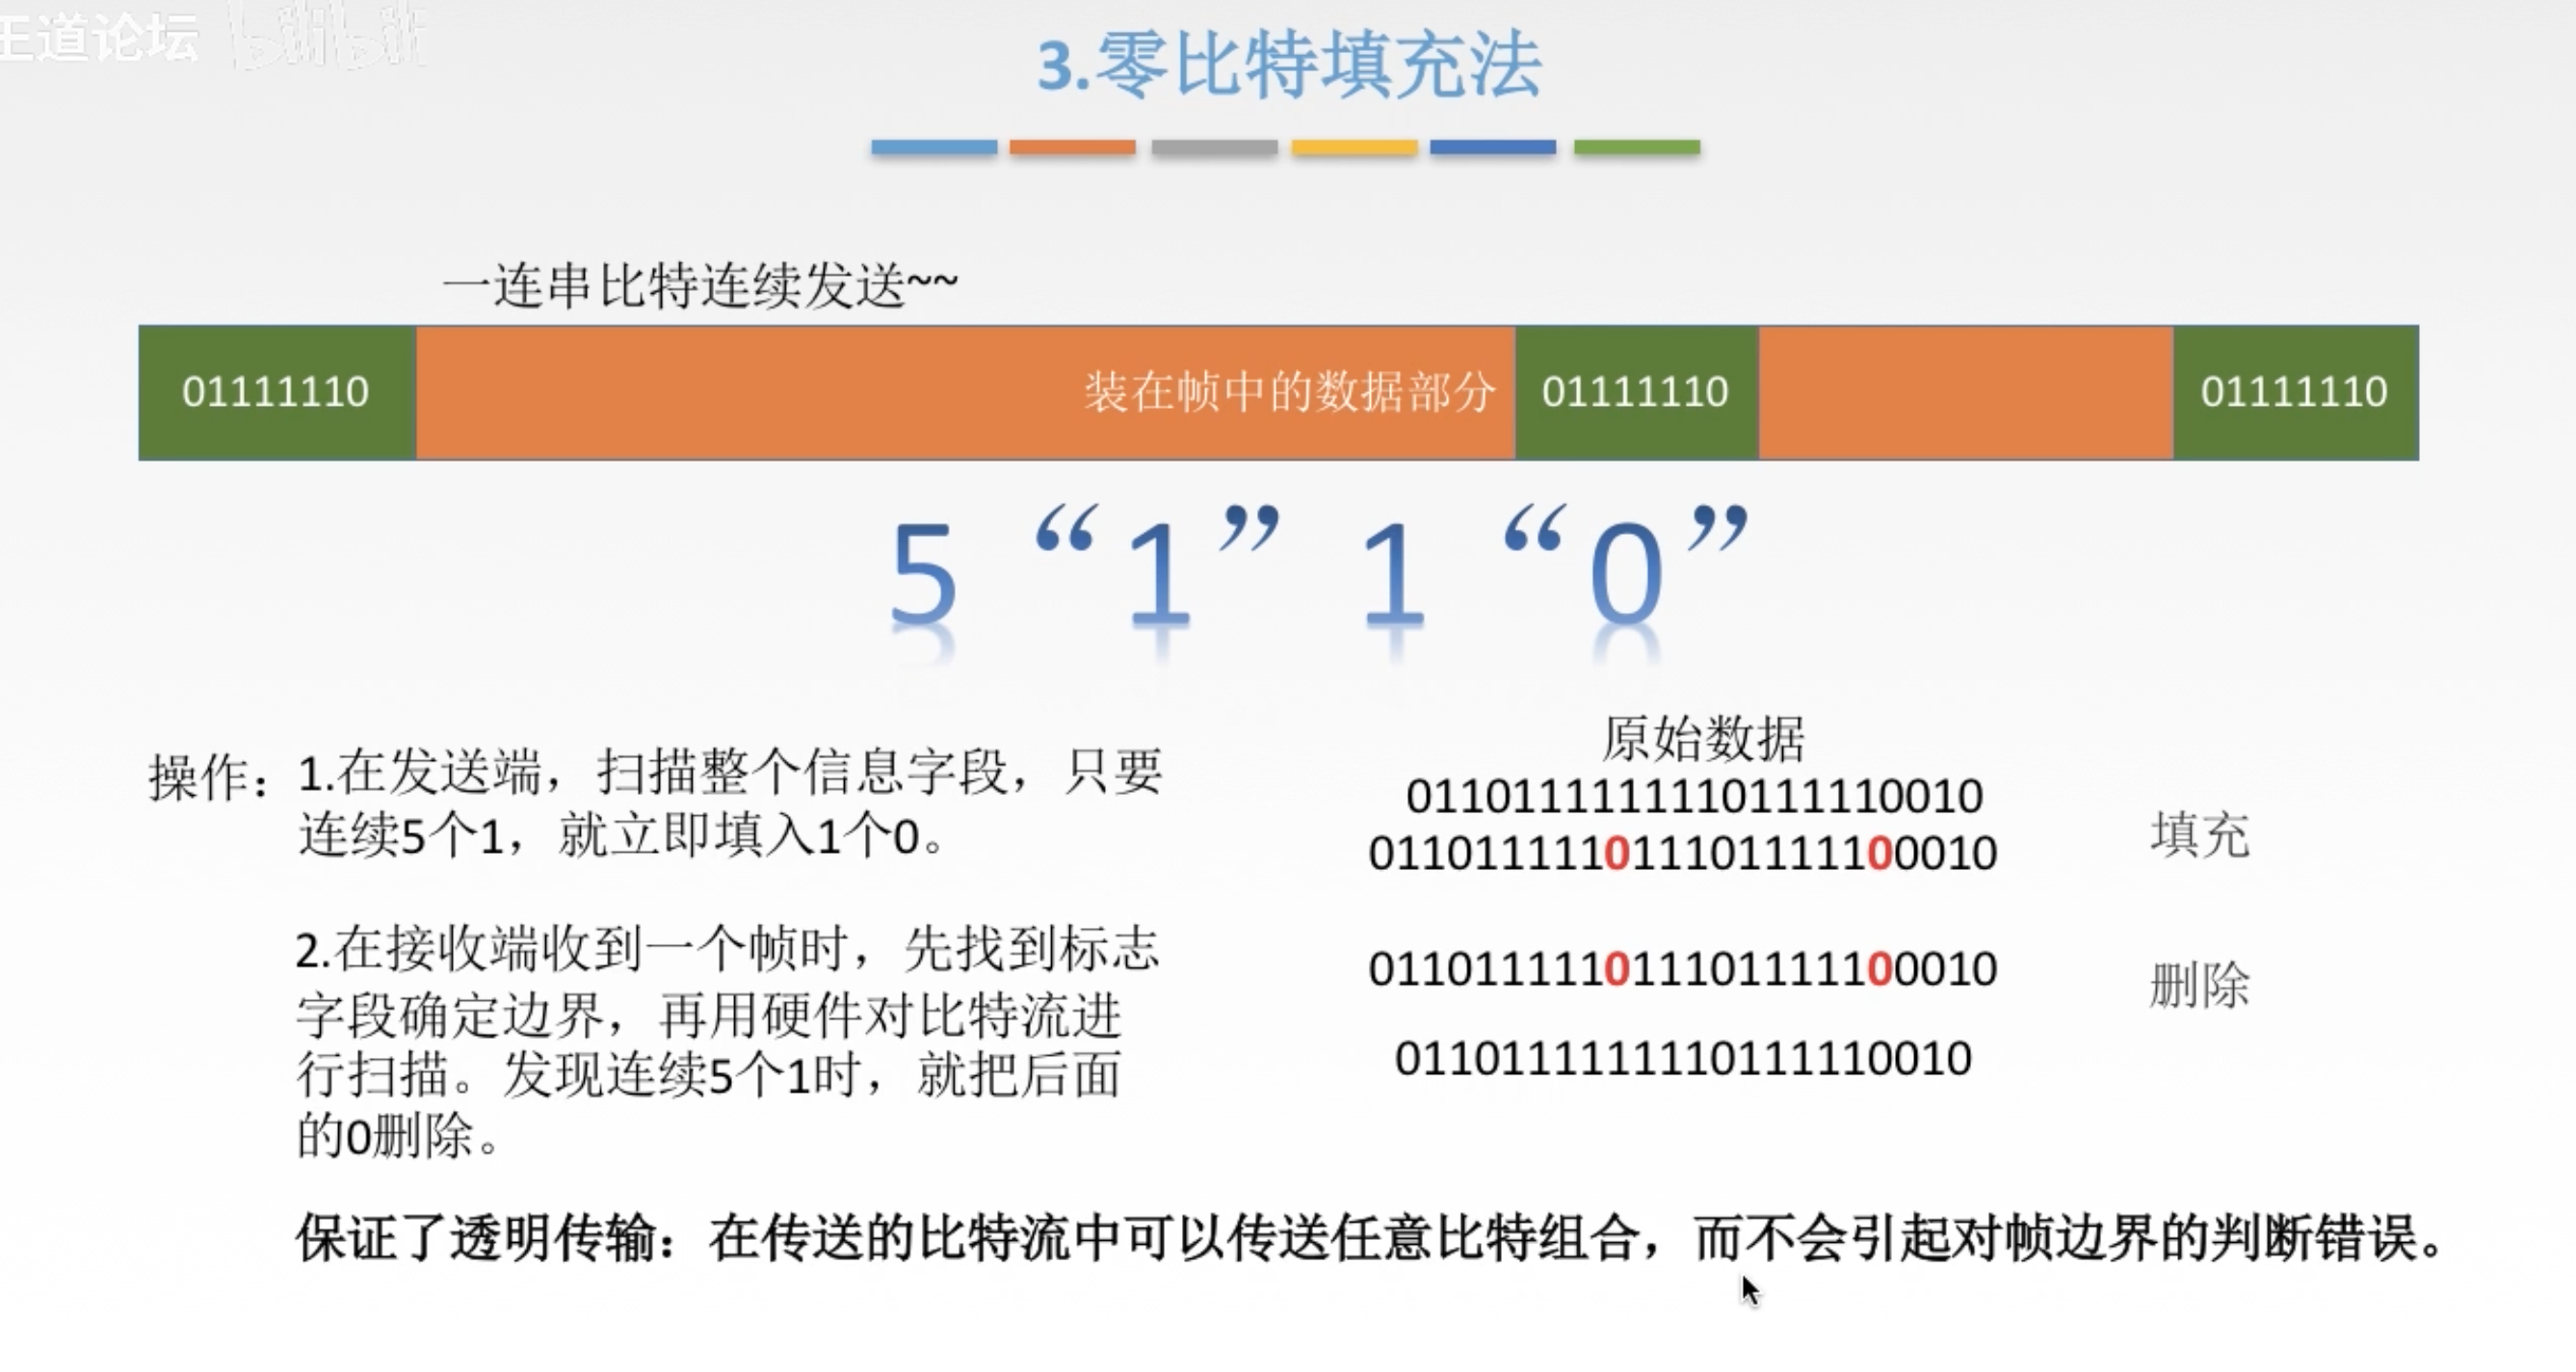 王道论坛 bilibili
3.零比特填充法
一连串比特连续发送~~
01111110 装在帧中的数据部分 01111110 01111110
5 “1” 1 “0”
操作：1.在发送端，扫描整个信息字段，只要
连续5个1，就立即填入1个0。
2.在接收端收到一个帧时，先找到标志
字段确定边界，再用硬件对比特流进
行扫描。发现连续5个1时，就把后面
的0删除。
原始数据
0110111111110111110010
011011111011101111100010
填充
011011111011101111100010
删除
0110111111110111110010
保证了透明传输：在传送的比特流中可以传送任意比特组合，而不会引起对帧边界的判断错误。